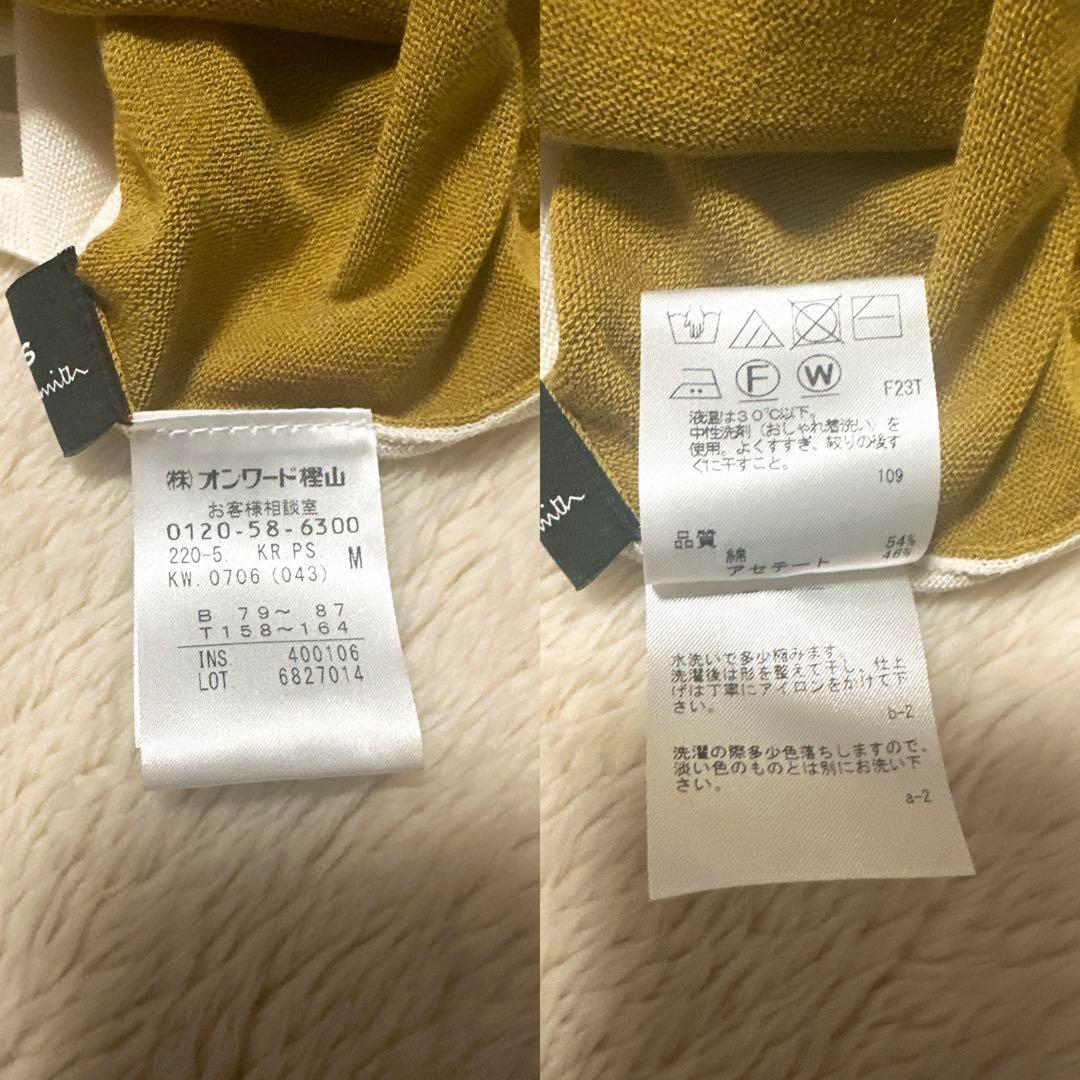 s
mith
(株)オンワード樫山
お客様相談室
0120-58-6300
220-5. KR PS. M
KW. 0706 (043)
B 79〜 87
T 158〜164
INS. 400106
LOT 6827014
F W F23T
液温は30℃以下。
中性洗剤(おしゃれ着洗い)を
使用。よくすすぎ、絞りの後す
ぐに干すこと。
109
品質
綿 54%
アセテート 46%
mith
水洗いで多少縮みます。
洗濯後は形を整えて干し、仕上
げは丁寧にアイロンをかけて下
さい。
b-2
洗濯の際多少色落ちしますので、
淡い色のものとは別にお洗い下
さい。
a-2